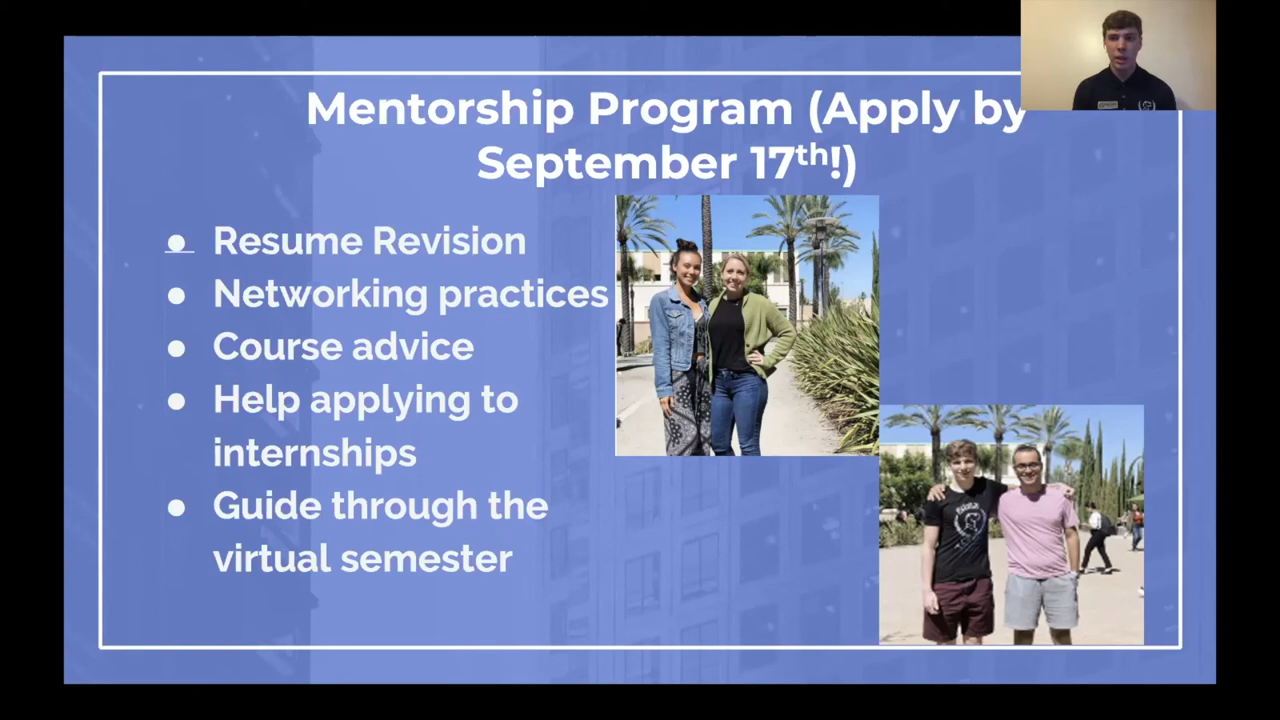 Mentorship Program (Apply by
September 17th!)
● Resume Revision
● Networking practices
● Course advice
● Help applying to
internships
● Guide through the
virtual semester